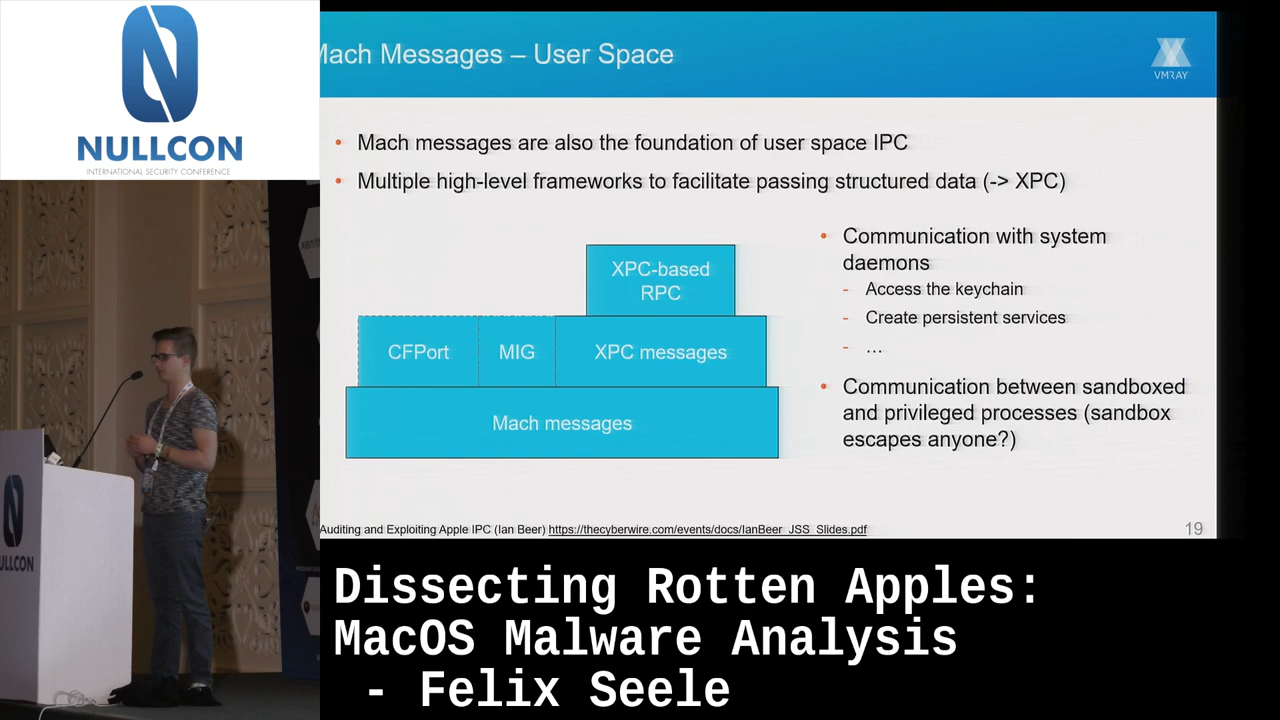 NULLCON
INTERNATIONAL SECURITY CONFERENCE
Mach Messages – User Space
VMRAY
• Mach messages are also the foundation of user space IPC
• Multiple high-level frameworks to facilitate passing structured data (-> XPC)
XPC-based
RPC
CFPort
MIG
XPC messages
Mach messages
• Communication with system
daemons
- Access the keychain
- Create persistent services
- …
• Communication between sandboxed
and privileged processes (sandbox
escapes anyone?)
Auditing and Exploiting Apple IPC (Ian Beer) https://thecyberwire.com/events/docs/IanBeer_JSS_Slides.pdf
19
NULLCON
Dissecting Rotten Apples:
MacOS Malware Analysis
- Felix Seele